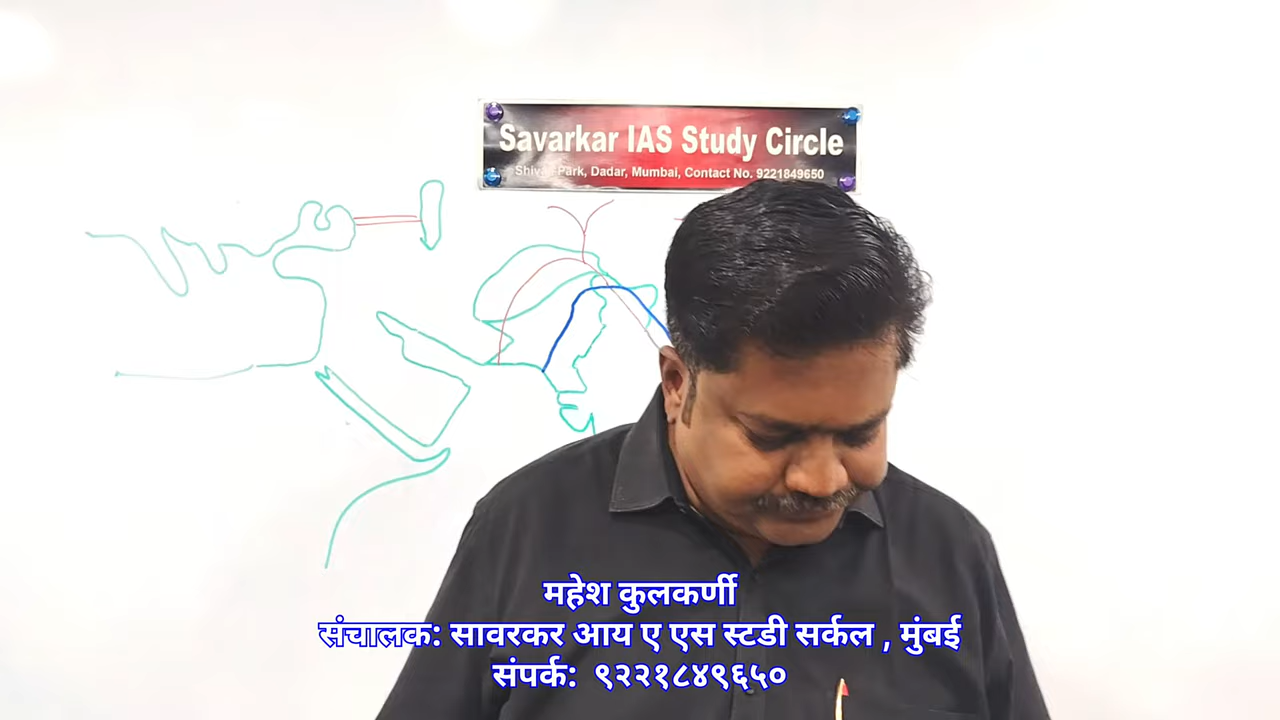 Savarkar IAS Study Circle
Shivaji Park, Dadar, Mumbai, Contact No. 9221849650
महेश कुलकर्णी
संचालक: सावरकर आय ए एस स्टडी सर्कल , मुंबई
संपर्क: ९२२१८४९६५०